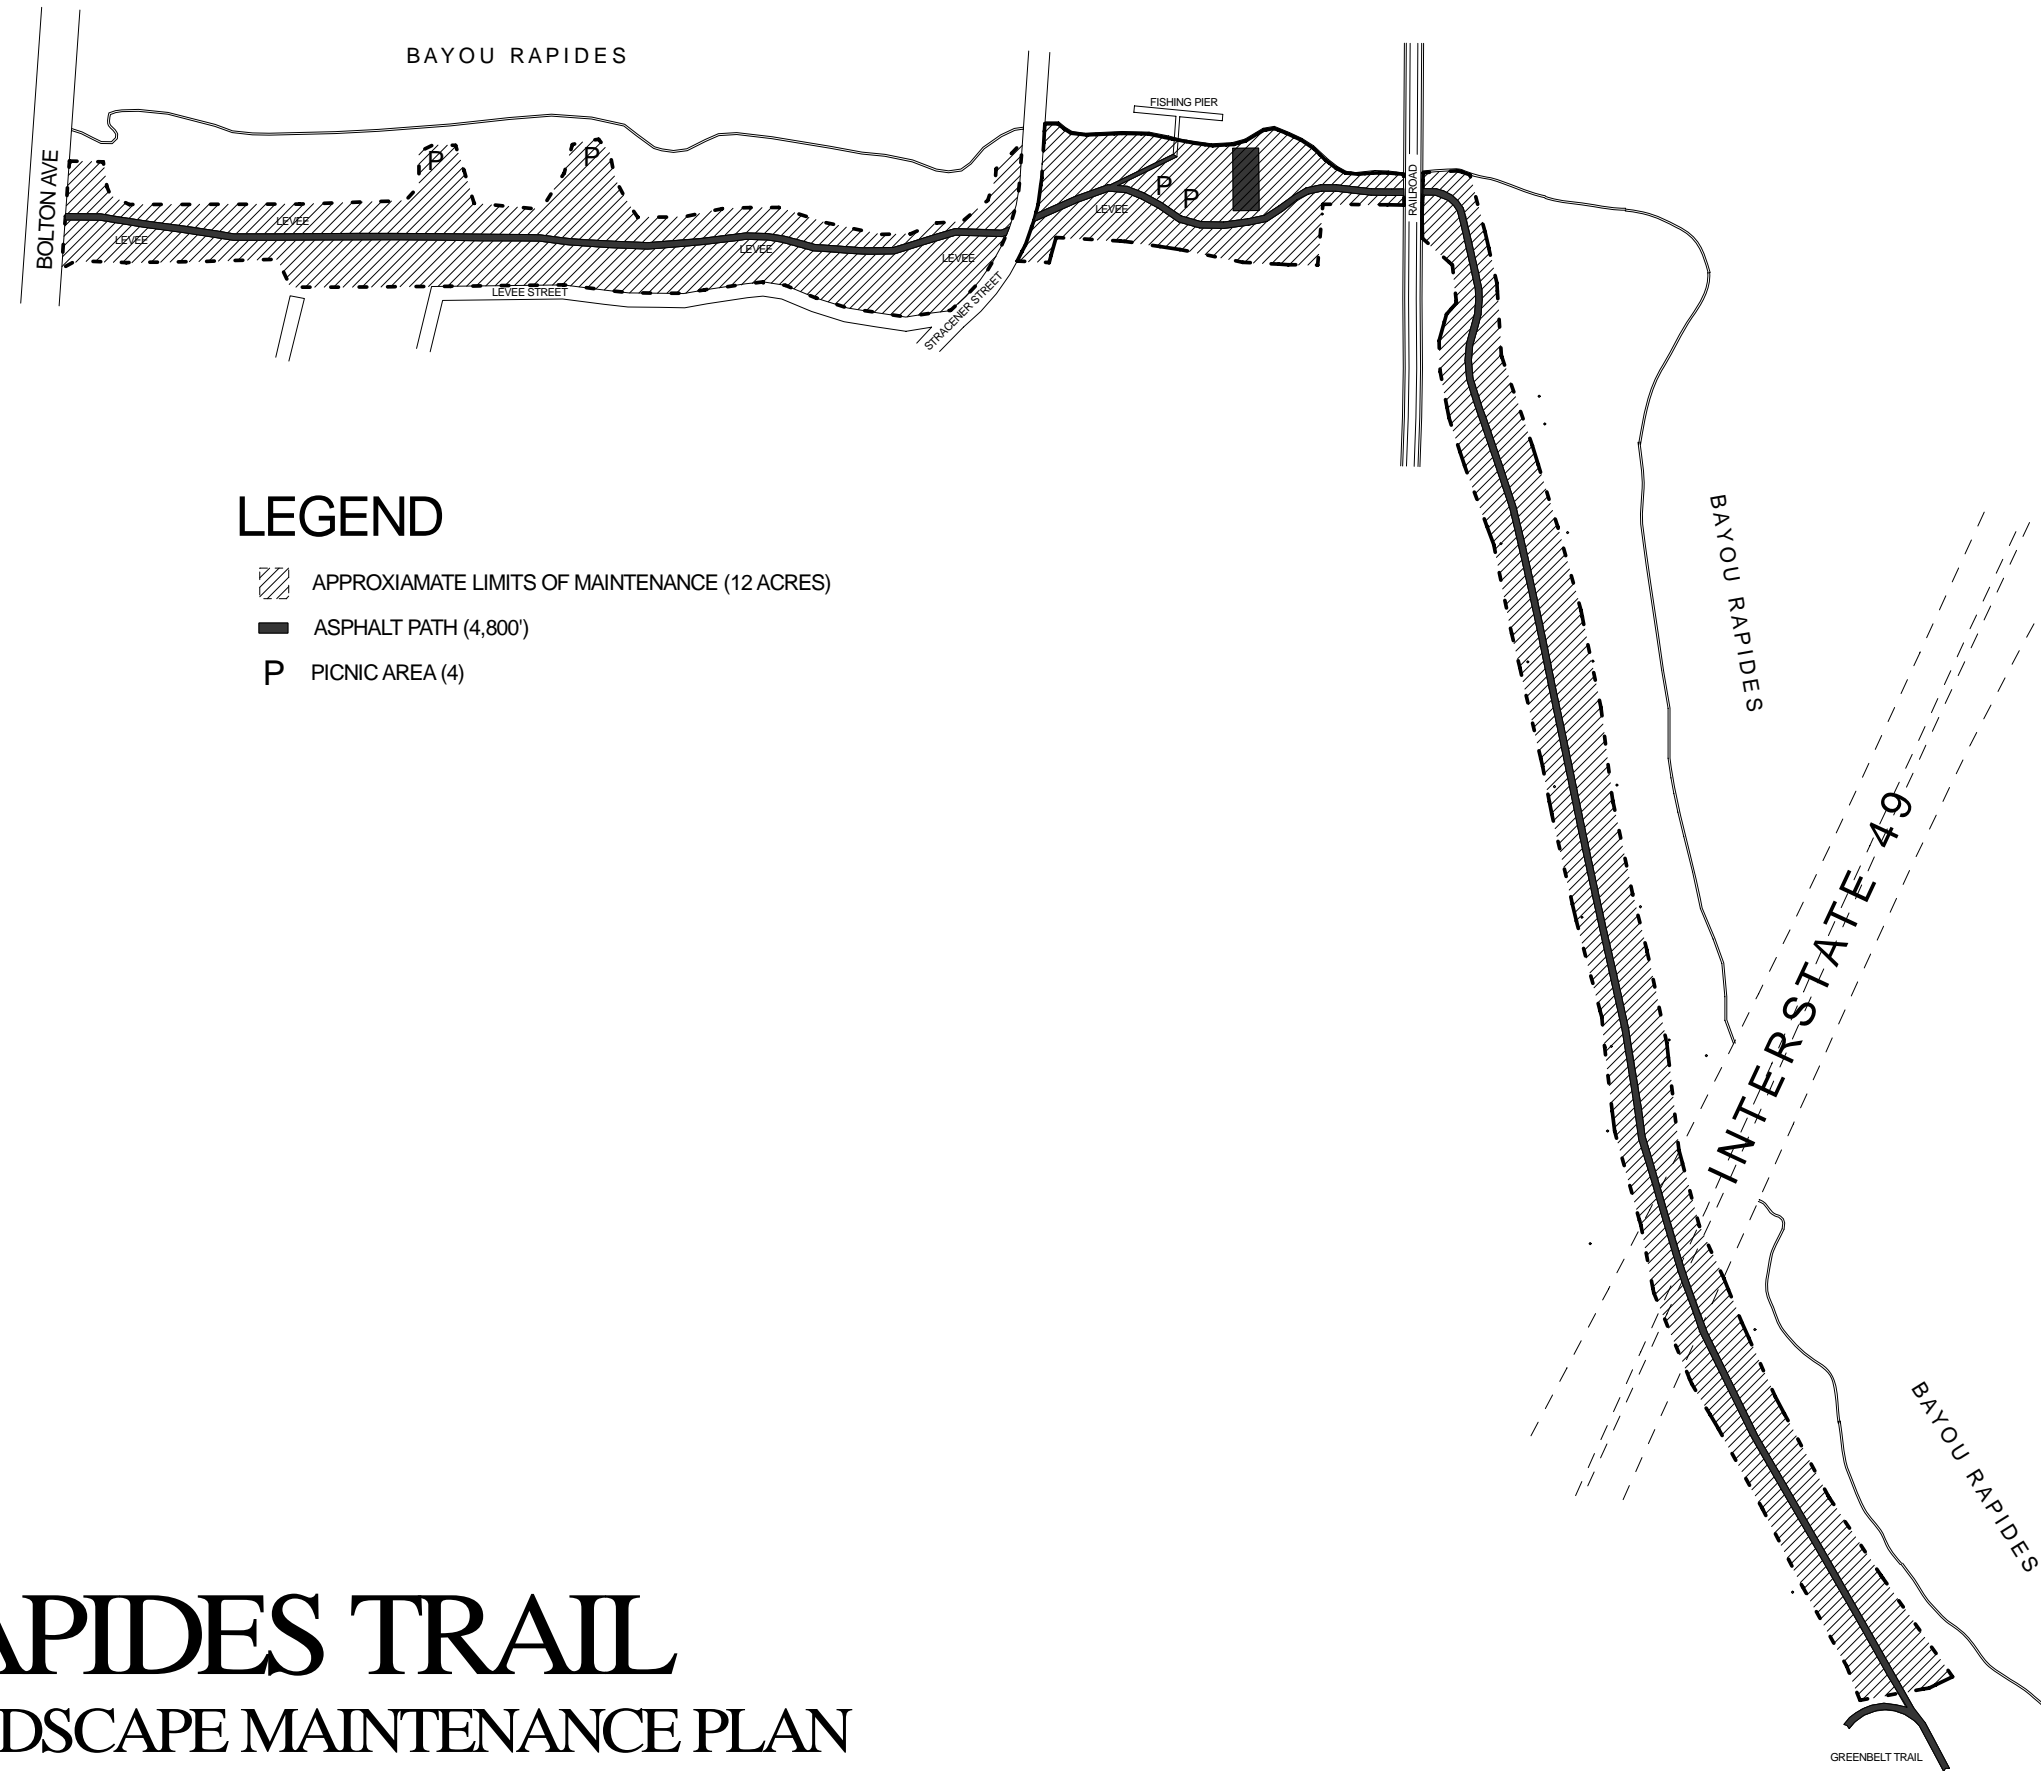 BAYOU RAPIDES
FISHING PIER
BOLTON AVE
RAILROAD
P
P
P
P
LEVEE
LEVEE
LEVEE
LEVEE
LEVEE
LEVEE STREET
STRACENER STREET
LEGEND
APPROXIAMATE LIMITS OF MAINTENANCE (12 ACRES)
ASPHALT PATH (4,800')
P PICNIC AREA (4)
BAYOU RAPIDES
INTERSTATE 49
BAYOU RAPIDES
APIDES TRAIL
DSCAPE MAINTENANCE PLAN
GREENBELT TRAIL